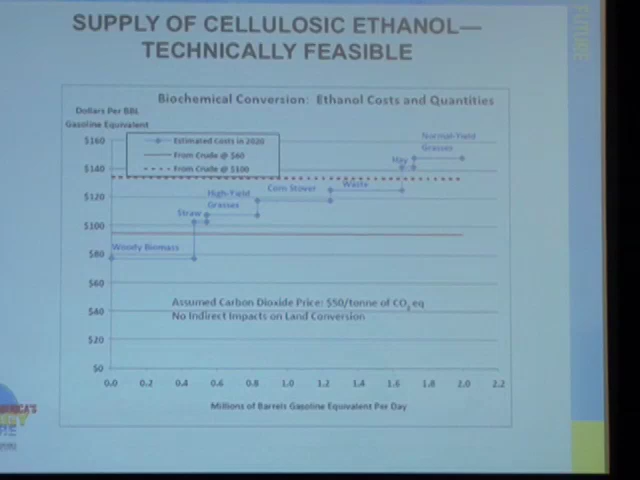 SUPPLY OF CELLULOSIC ETHANOL—
TECHNICALLY FEASIBLE
FUTURE
Biochemical Conversion: Ethanol Costs and Quantities
Dollars Per BBL
Gasoline Equivalent
Estimated Costs in 2020
From Crude @ $60
From Crude @ $100
$160
$140
$120
$100
$80
$60
$40
$20
$0
Normal-Yield
Grasses
Hay
Waste
Corn Stover
High-Yield
Grasses
Straw
Woody Biomass
Assumed Carbon Dioxide Price: $50/tonne of CO2 eq
No Indirect Impacts on Land Conversion
0.0 0.2 0.4 0.6 0.8 1.0 1.2 1.4 1.6 1.8 2.0 2.2
Millions of Barrels Gasoline Equivalent Per Day